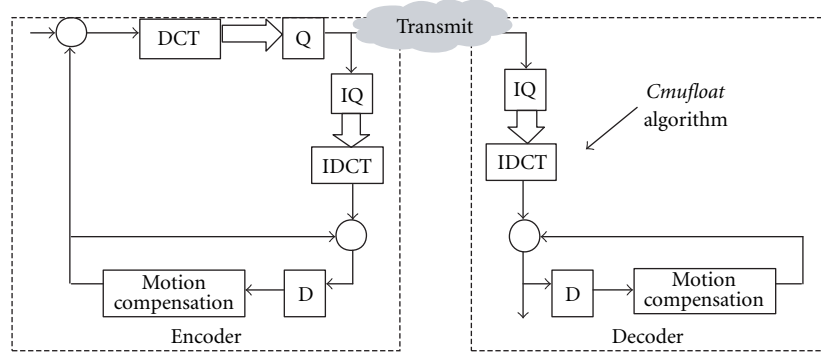 DCT
Q
Transmit
IQ
IDCT
Motion
compensation
D
Encoder
IQ
IDCT
Cmufloat
algorithm
D
Motion
compensation
Decoder